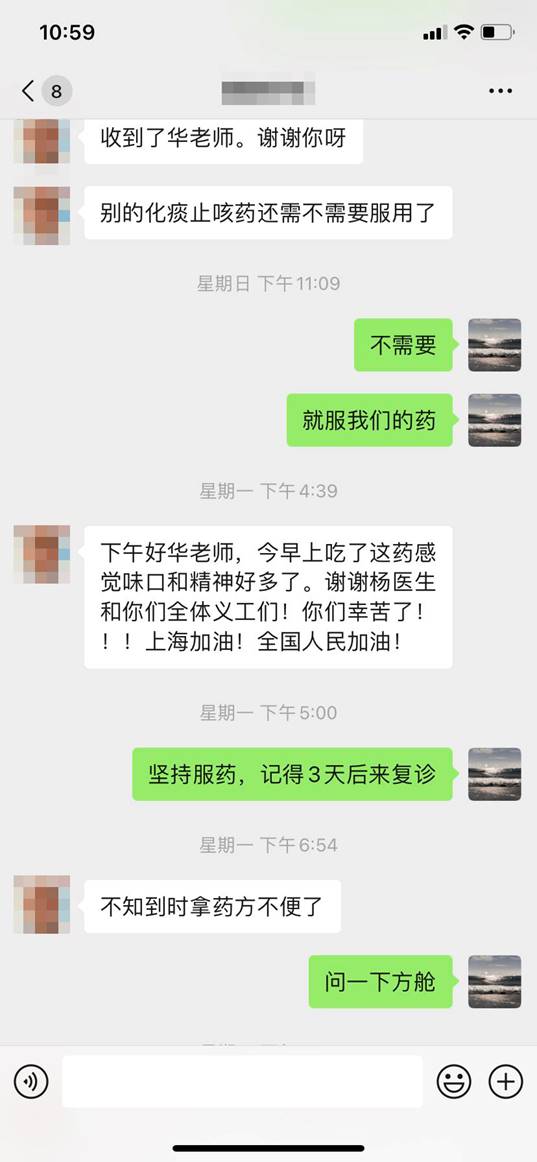 10:59
8
收到了华老师。谢谢你呀
别的化痰止咳药还需不需要服用了
星期日 下午11:09
不需要
就服我们的药
星期一 下午4:39
下午好华老师，今早上吃了这药感
觉味口和精神好多了。谢谢杨医生
和你们全体义工们！你们幸苦了！
！！上海加油！全国人民加油！
星期一 下午5:00
坚持服药，记得3天后来复诊
星期一 下午6:54
不知到时拿药方不便了
问一下方舱